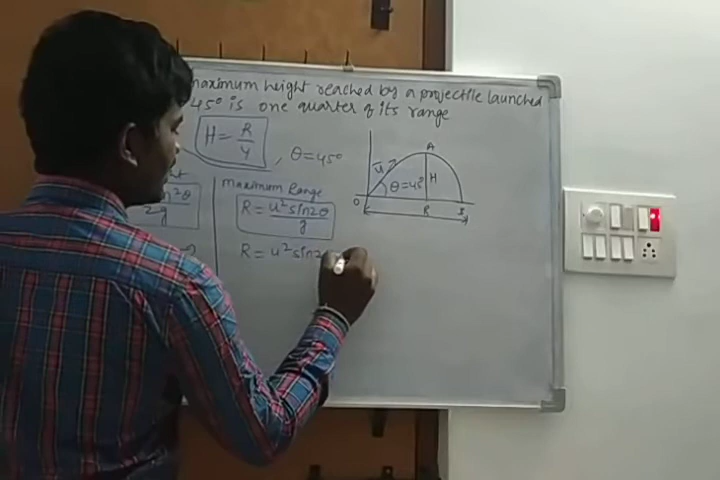 maximum height reached by a projectile launched
45° is one quarter of its range
H = R/4 , θ = 45°
maximum Range
R = u² sin2θ / g
R = u² sin2
2g
A
u
θ = 45°
H
O